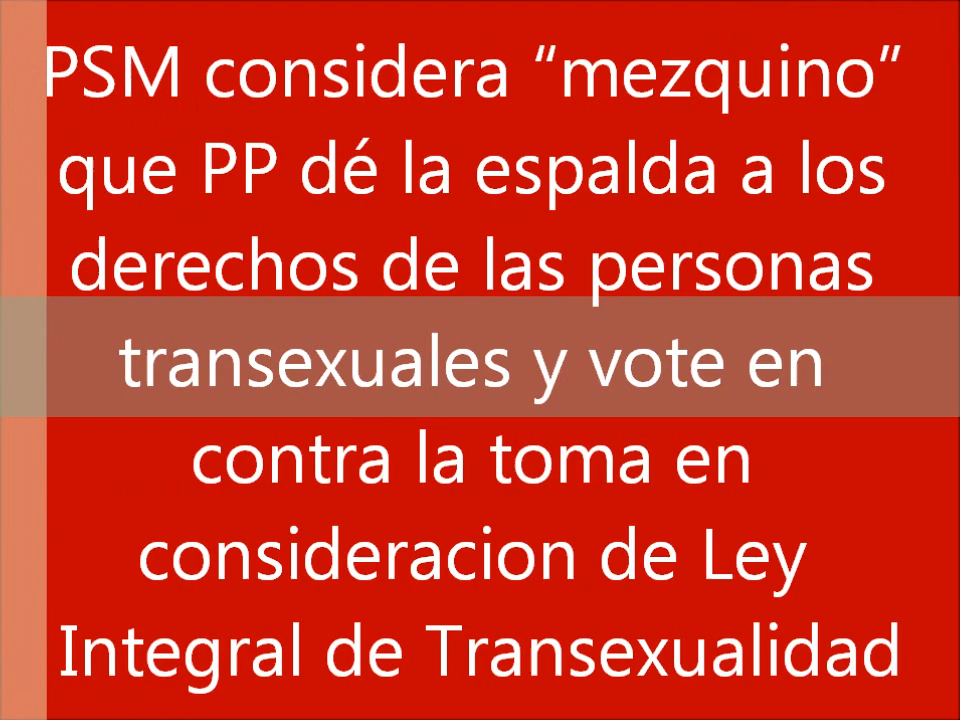 PSM considera “mezquino”
que PP dé la espalda a los
derechos de las personas
transexuales y vote en
contra la toma en
consideracion de Ley
Integral de Transexualidad